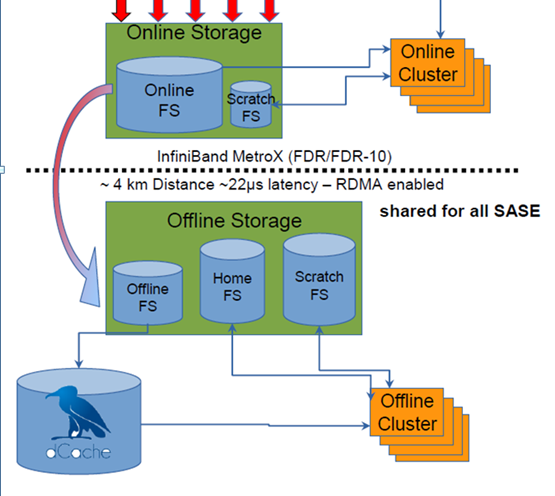 Online Storage
Online
FS
Scratch
FS
Online
Cluster
InfiniBand MetroX (FDR/FDR-10)
~ 4 km Distance ~22µs latency – RDMA enabled
shared for all SASE
Offline Storage
Offline
FS
Home
FS
Scratch
FS
Offline
Cluster
dCache